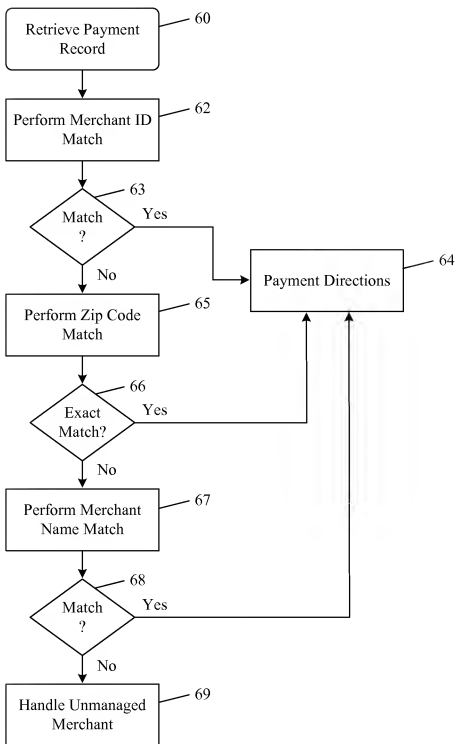 Retrieve Payment
Record
60
Perform Merchant ID
Match
62
Match
?
63
Yes
No
Payment Directions
64
Perform Zip Code
Match
65
Exact
Match?
66
Yes
No
Perform Merchant
Name Match
67
Match
?
68
Yes
No
Handle Unmanaged
Merchant
69